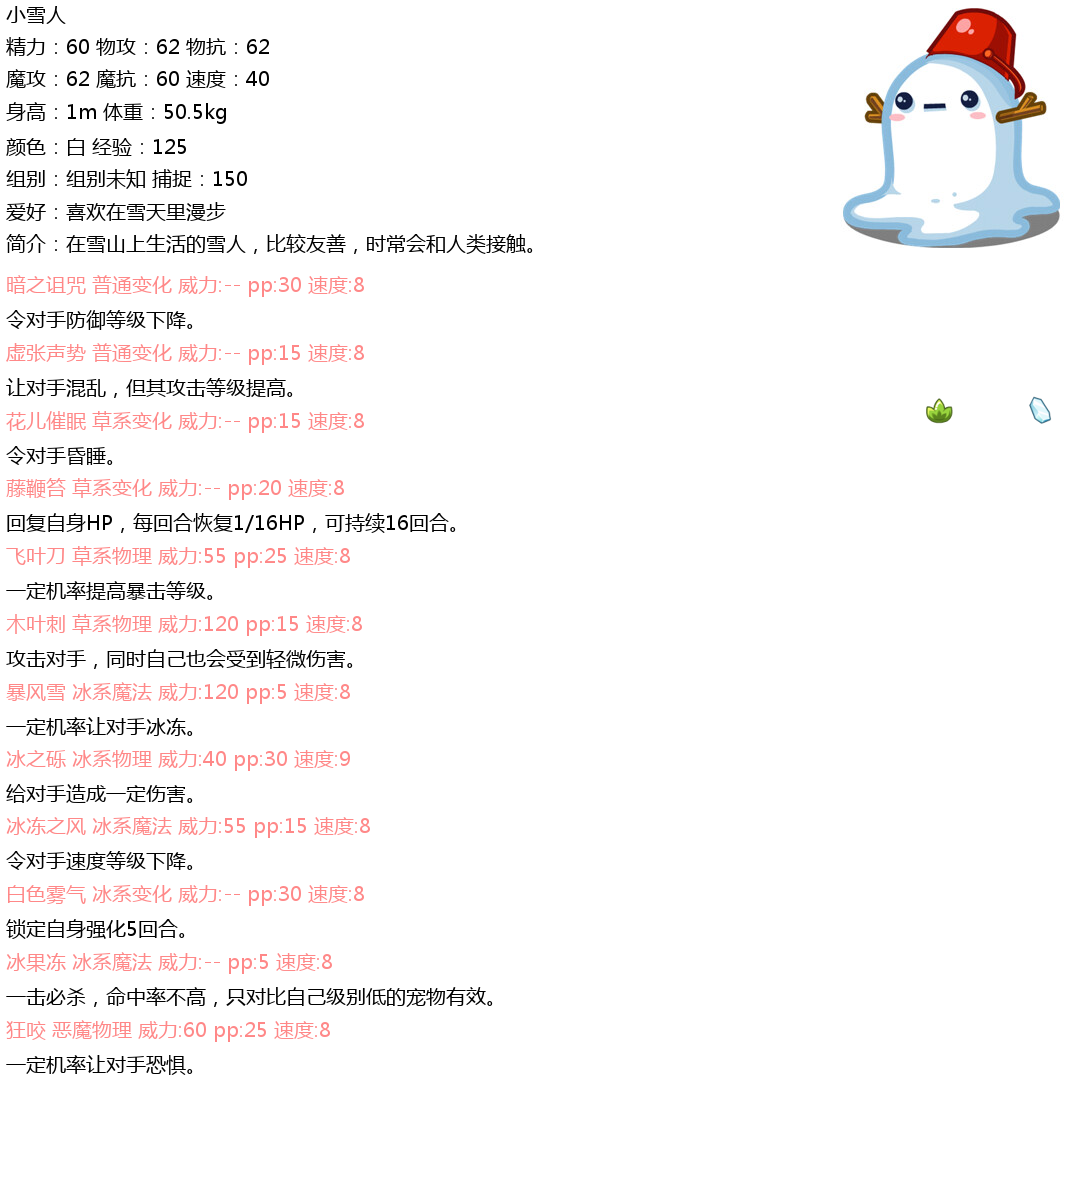 小雪人
精力：60 物攻：62 物抗：62
魔攻：62 魔抗：60 速度：40
身高：1m 体重：50.5kg
颜色：白 经验：125
组别：组别未知 捕捉：150
爱好：喜欢在雪天里漫步
简介：在雪山上生活的雪人，比较友善，时常会和人类接触。
暗之诅咒 普通变化 威力:-- pp:30 速度:8
令对手防御等级下降。
虚张声势 普通变化 威力:-- pp:15 速度:8
让对手混乱，但其攻击等级提高。
花儿催眠 草系变化 威力:-- pp:15 速度:8
令对手昏睡。
藤鞭笞 草系变化 威力:-- pp:20 速度:8
回复自身HP，每回合恢复1/16HP，可持续16回合。
飞叶刀 草系物理 威力:55 pp:25 速度:8
一定机率提高暴击等级。
木叶刺 草系物理 威力:120 pp:15 速度:8
攻击对手，同时自己也会受到轻微伤害。
暴风雪 冰系魔法 威力:120 pp:5 速度:8
一定机率让对手冰冻。
冰之砾 冰系物理 威力:40 pp:30 速度:9
给对手造成一定伤害。
冰冻之风 冰系魔法 威力:55 pp:15 速度:8
令对手速度等级下降。
白色雾气 冰系变化 威力:-- pp:30 速度:8
锁定自身强化5回合。
冰果冻 冰系魔法 威力:-- pp:5 速度:8
一击必杀，命中率不高，只对比自己级别低的宠物有效。
狂咬 恶魔物理 威力:60 pp:25 速度:8
一定机率让对手恐惧。